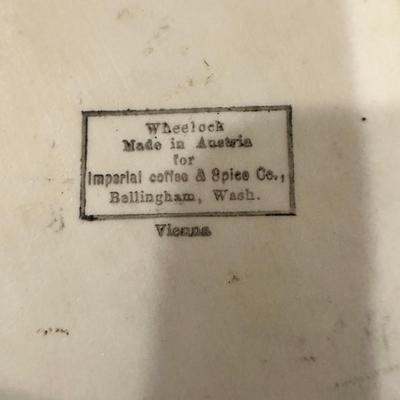 Wheelock
Made in Austria
for
Imperial coffee & Spice Co.,
Bellingham, Wash.
Vienna